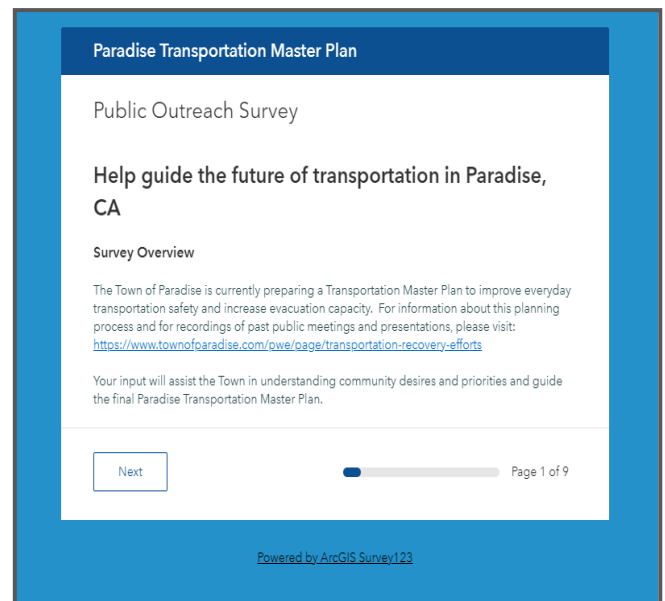 Paradise Transportation Master Plan
Public Outreach Survey
Help guide the future of transportation in Paradise,
CA
Survey Overview
The Town of Paradise is currently preparing a Transportation Master Plan to improve everyday
transportation safety and increase evacuation capacity.  For information about this planning
process and for recordings of past public meetings and presentations, please visit:
https://www.townofparadise.com/pwe/page/transportation-recovery-efforts
Your input will assist the Town in understanding community desires and priorities and guide
the final Paradise Transportation Master Plan.
Next
Page 1 of 9
Powered by ArcGIS Survey123